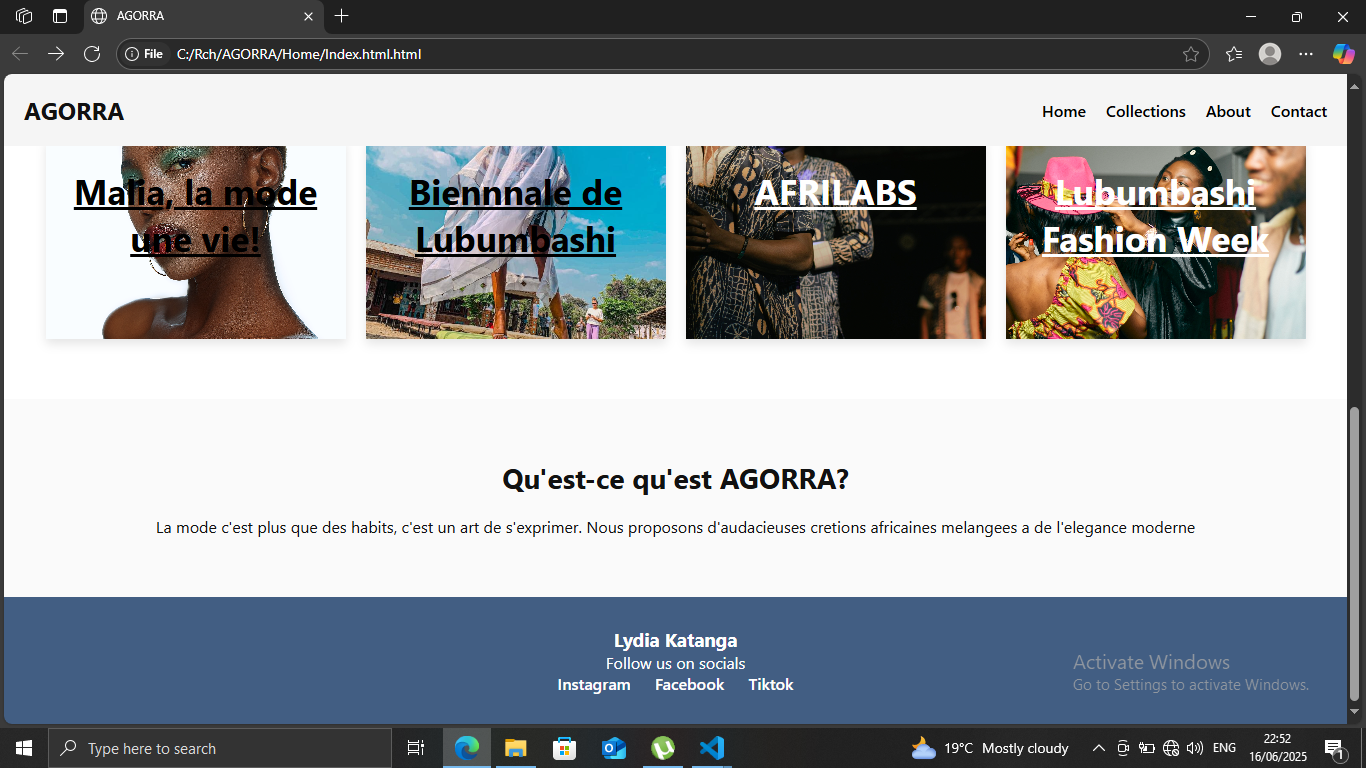 AGORRA
File C:/Rch/AGORRA/Home/Index.html.html
AGORRA Home Collections About Contact
Malia, la mode
une vie!
Biennnale de
Lubumbashi
AFRILABS
Lubumbashi
Fashion Week
Qu'est-ce qu'est AGORRA?
La mode c'est plus que des habits, c'est un art de s'exprimer. Nous proposons d'audacieuses cretions africaines melangees a de l'elegance moderne
Lydia Katanga
Follow us on socials
Instagram Facebook Tiktok
Activate Windows
Go to Settings to activate Windows.
Type here to search
19°C Mostly cloudy
ENG
22:52
16/06/2025
1